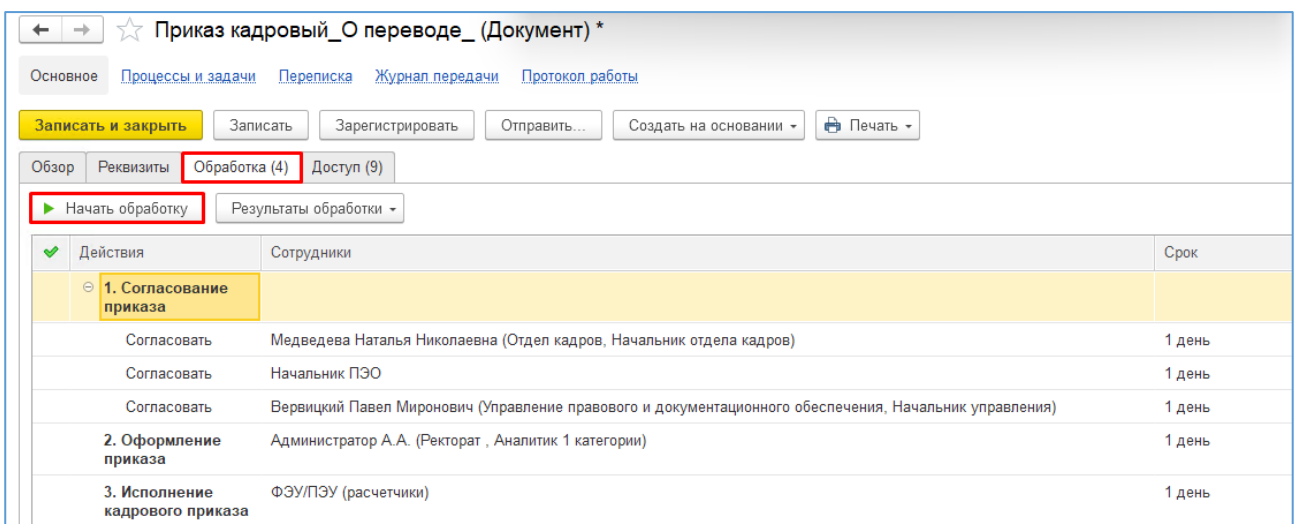 Приказ кадровый_О переводе_ (Документ) *
Основное Процессы и задачи Переписка Журнал передачи Протокол работы
Записать и закрыть Записать Зарегистрировать Отправить... Создать на основании Печать
Обзор Реквизиты Обработка (4) Доступ (9)
Начать обработку Результаты обработки
Действия Сотрудники Срок
1. Согласование
приказа
Согласовать Медведева Наталья Николаевна (Отдел кадров, Начальник отдела кадров) 1 день
Согласовать Начальник ПЭО 1 день
Согласовать Вервицкий Павел Миронович (Управление правового и документационного обеспечения, Начальник управления) 1 день
2. Оформление Администратор А.А. (Ректорат , Аналитик 1 категории) 1 день
приказа
3. Исполнение ФЭУ/ПЭУ (расчетчики) 1 день
кадрового приказа